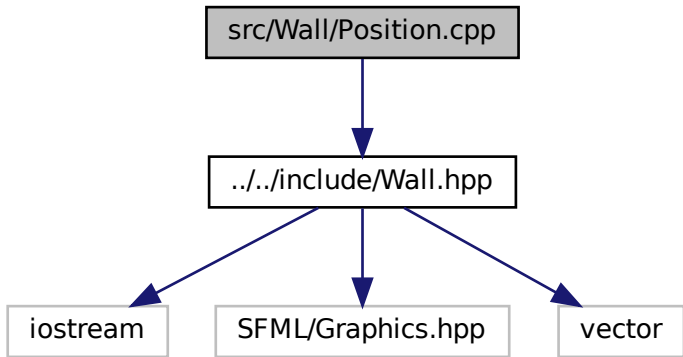 src/Wall/Position.cpp
../../include/Wall.hpp
iostream
SFML/Graphics.hpp
vector